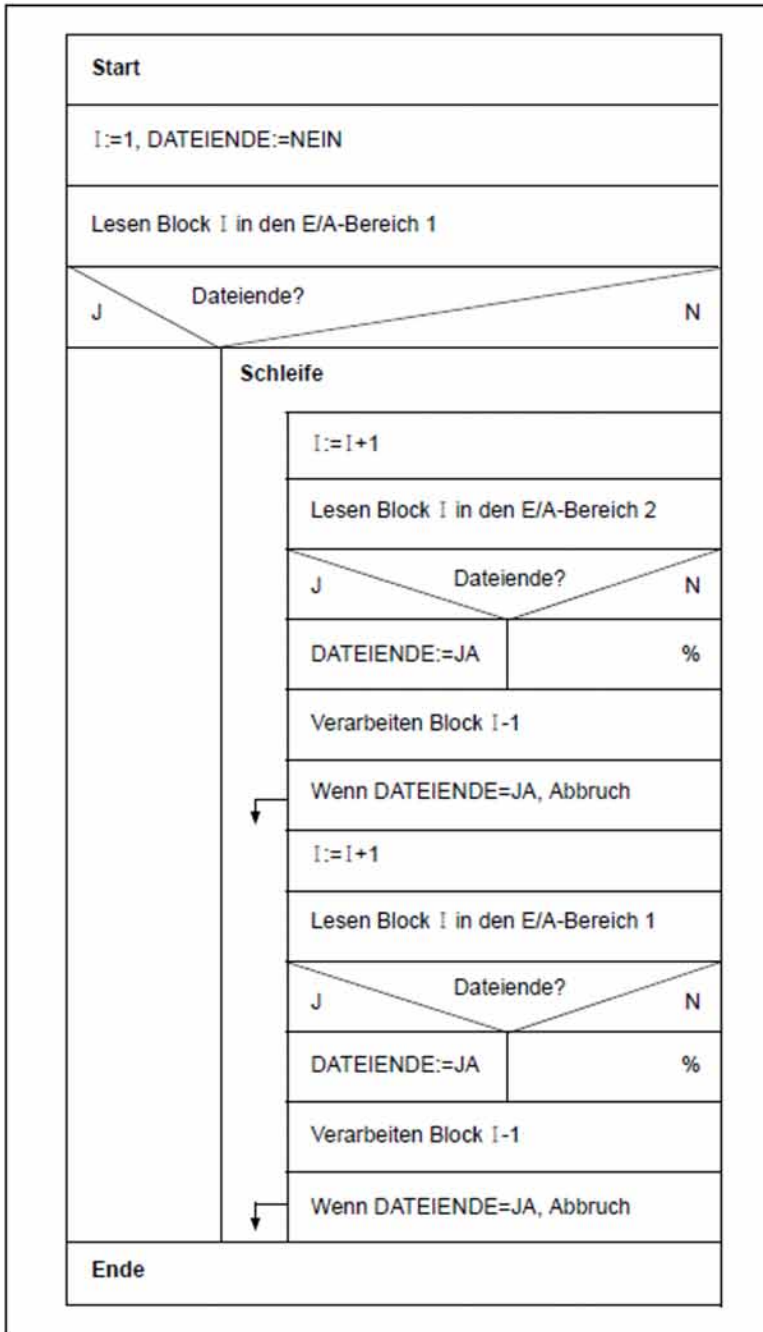 Start
I:=1, DATEIENDE:=NEIN
Lesen Block I in den E/A-Bereich 1
Dateiende?
J N
Schleife
I:=I+1
Lesen Block I in den E/A-Bereich 2
Dateiende?
J N
DATEIENDE:=JA %
Verarbeiten Block I-1
Wenn DATEIENDE=JA, Abbruch
I:=I+1
Lesen Block I in den E/A-Bereich 1
Dateiende?
J N
DATEIENDE:=JA %
Verarbeiten Block I-1
Wenn DATEIENDE=JA, Abbruch
Ende